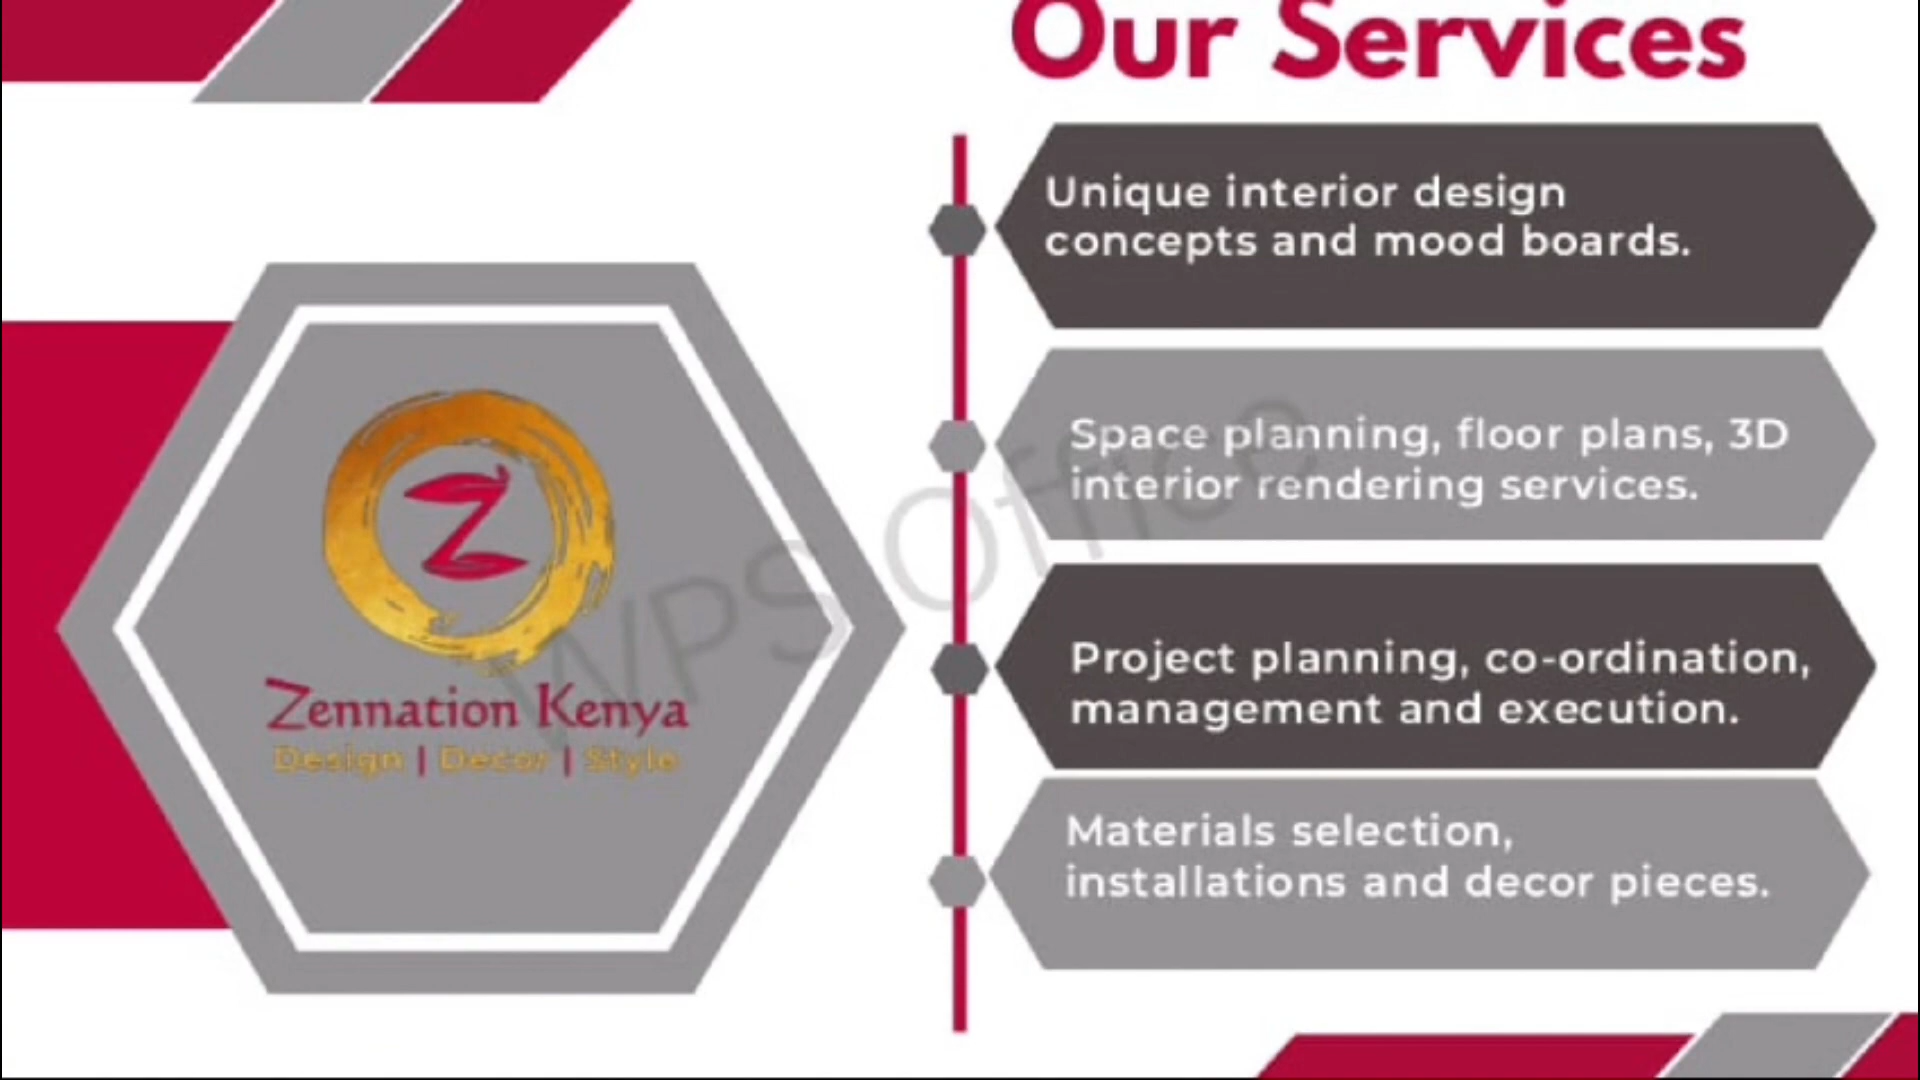 Our Services
Unique interior design
concepts and mood boards.
Space planning, floor plans, 3D
interior rendering services.
Project planning, co-ordination,
management and execution.
Materials selection,
installations and decor pieces.
Z
Zennation Kenya
Design | Decor | Style
WPS Office